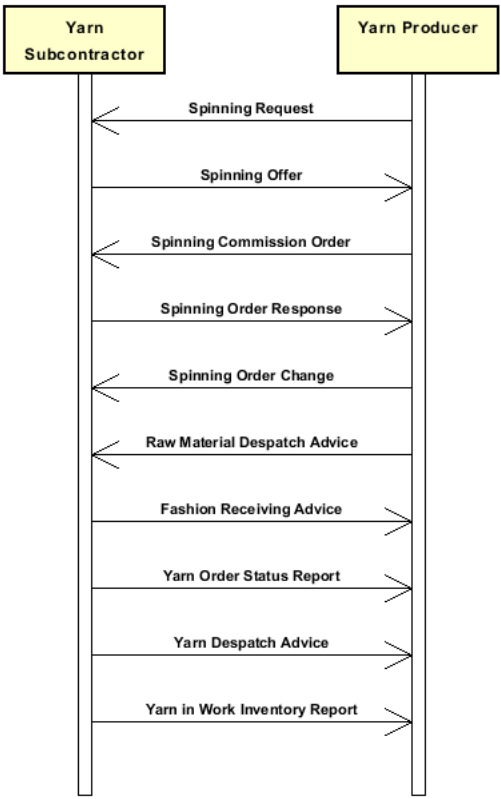 Yarn
Subcontractor
Yarn Producer
Spinning Request
Spinning Offer
Spinning Commission Order
Spinning Order Response
Spinning Order Change
Raw Material Despatch Advice
Fashion Receiving Advice
Yarn Order Status Report
Yarn Despatch Advice
Yarn in Work Inventory Report